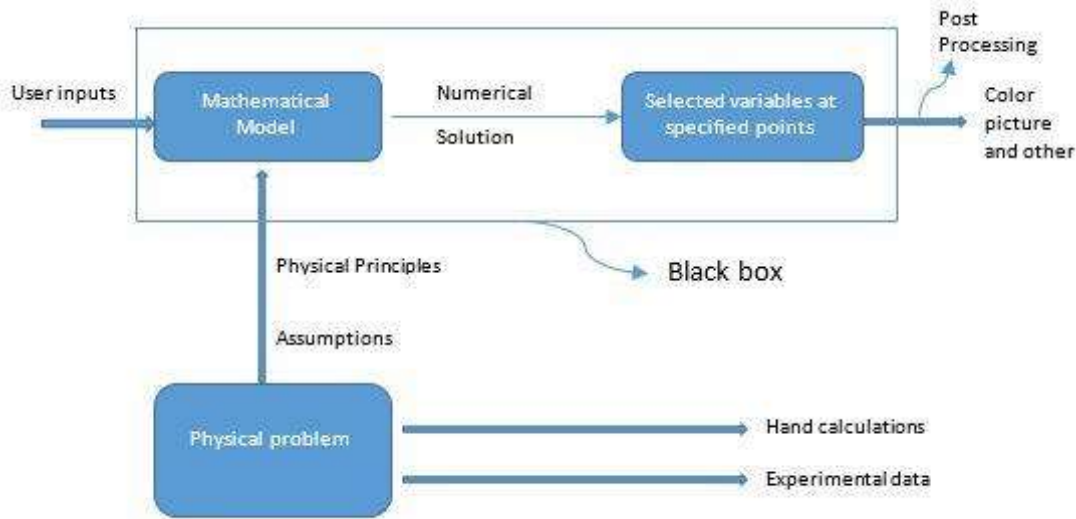 Post
Processing
User inputs
Mathematical
Model
Numerical
Solution
Selected variables at
specified points
Color
picture
and other
Physical Principles
Black box
Assumptions
Physical problem
Hand calculations
Experimental data